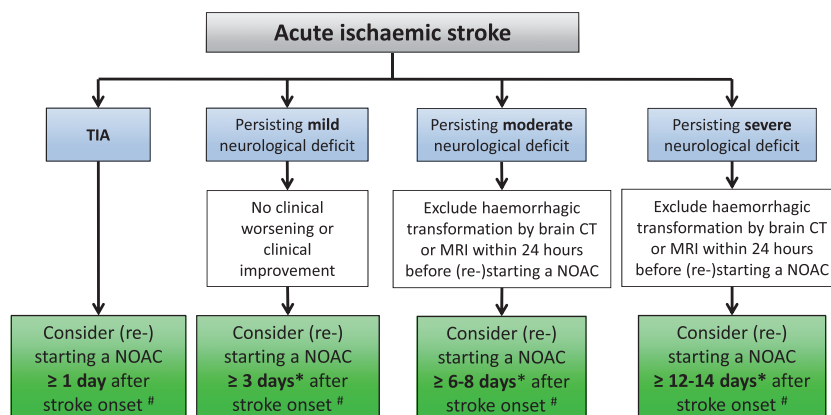 Acute ischaemic stroke
TIA
Persisting mild
neurological deficit
Persisting moderate
neurological deficit
Persisting severe
neurological deficit
No clinical
worsening or
clinical
improvement
Exclude haemorrhagic
transformation by brain CT
or MRI within 24 hours
before (re-)starting a NOAC
Exclude haemorrhagic
transformation by brain CT
or MRI within 24 hours
before (re-)starting a NOAC
Consider (re-)
starting a NOAC
≥ 1 day after
stroke onset #
Consider (re-)
starting a NOAC
≥ 3 days* after
stroke onset #
Consider (re-)
starting a NOAC
≥ 6-8 days* after
stroke onset #
Consider (re-)
starting a NOAC
≥ 12-14 days* after
stroke onset #